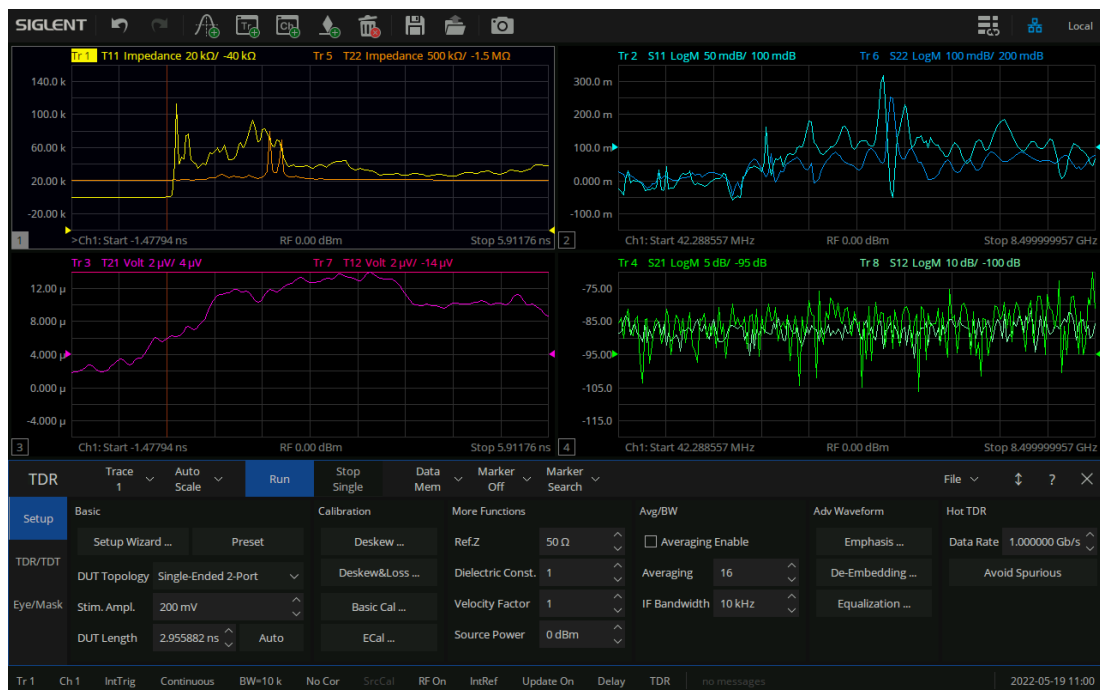 SIGLENT Tr Cb Local
Tr 1 T11 Impedance 20 kΩ/ -40 kΩ Tr 5 T22 Impedance 500 kΩ/ -1.5 MΩ
140.0 k
100.0 k
60.00 k
20.00 k
-20.00 k
1 >Ch1: Start -1.47794 ns RF 0.00 dBm Stop 5.91176 ns
Tr 2 S11 LogM 50 mdB/ 100 mdB Tr 6 S22 LogM 100 mdB/ 200 mdB
300.0 m
200.0 m
100.0 m
0.000 m
-100.0 m
2 Ch1: Start 42.288557 MHz RF 0.00 dBm Stop 8.499999957 GHz
Tr 3 T21 Volt 2 µV/ 4 µV Tr 7 T12 Volt 2 µV/ -14 µV
12.00 µ
8.000 µ
4.000 µ
0.000 µ
-4.000 µ
3 Ch1: Start -1.47794 ns RF 0.00 dBm Stop 5.91176 ns
Tr 4 S21 LogM 5 dB/ -95 dB Tr 8 S12 LogM 10 dB/ -100 dB
-75.00
-85.00
-95.00
-105.0
-115.0
4 Ch1: Start 42.288557 MHz RF 0.00 dBm Stop 8.499999957 GHz
TDR
Trace
1
Auto
Scale
Run
Stop
Single
Data
Mem
Marker
Off
Marker
Search
File ?
Setup
TDR/TDT
Eye/Mask
Basic
Setup Wizard ... Preset
DUT Topology Single-Ended 2-Port
Stim. Ampl. 200 mV
DUT Length 2.955882 ns Auto
Calibration
Deskew ...
Deskew&Loss ...
Basic Cal ...
ECal ...
More Functions
Ref.Z 50 Ω
Dielectric Const. 1
Velocity Factor 1
Source Power 0 dBm
Avg/BW
Averaging Enable
Averaging 16
IF Bandwidth 10 kHz
Adv Waveform
Emphasis ...
De-Embedding ...
Equalization ...
Hot TDR
Data Rate 1.000000 Gb/s
Avoid Spurious
Tr 1 Ch 1 IntTrig Continuous BW=10 k No Cor SrcCal RF On IntRef Update On Delay TDR no messages 2022-05-19 11:00